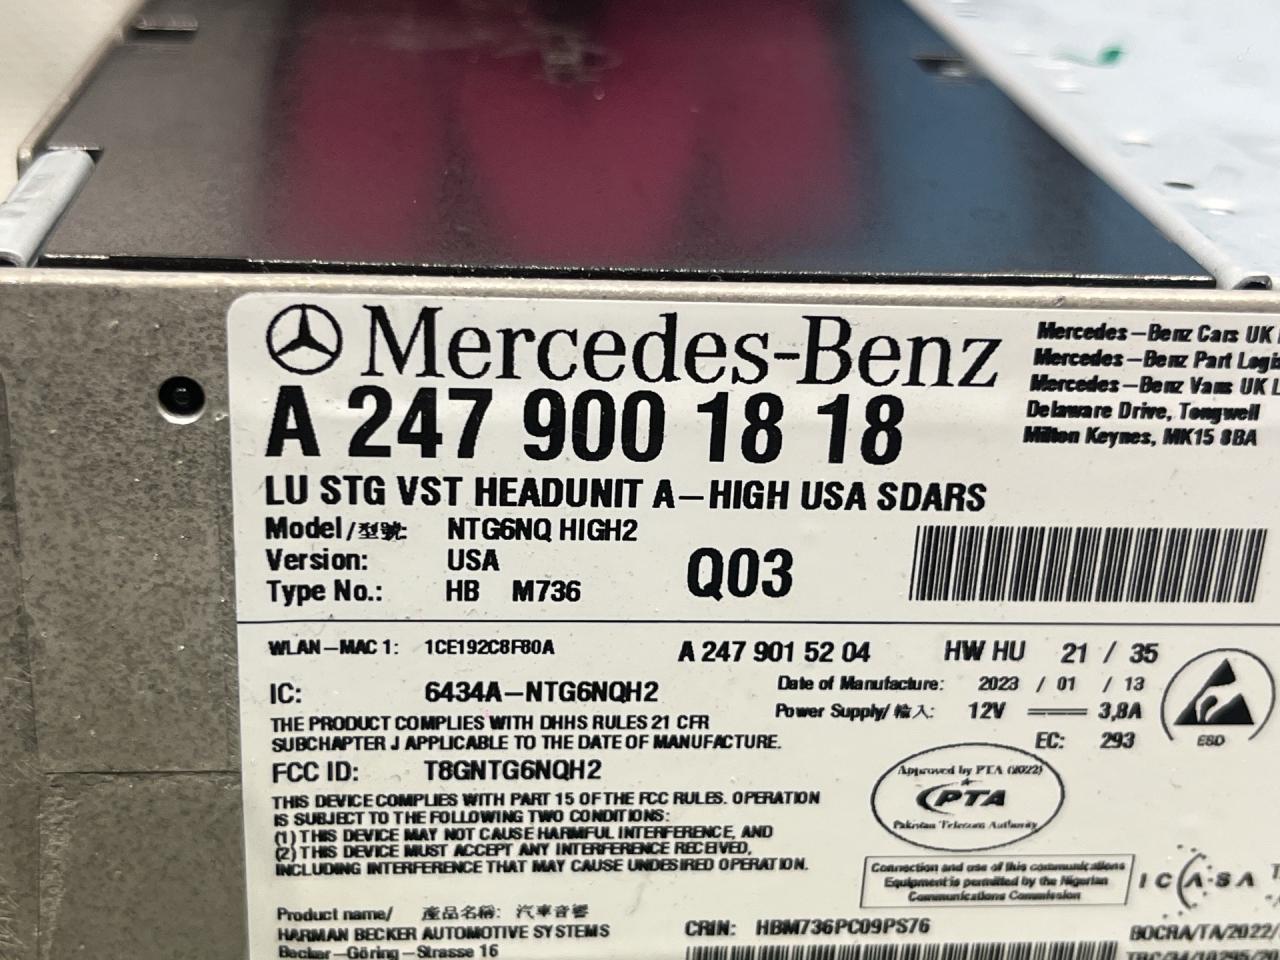 Mercedes-Benz
A 247 900 18 18
LU STG VST HEADUNIT A-HIGH USA SDARS
Mercedes-Benz Cars UK
Mercedes-Benz Part
Mercedes-Benz Vans UK
Delaware Drive, Tongwell
Milton Keynes, MK15 8BA
Model/型號: NTG6NQ HIGH2
Version: USA
Type No.: HB M736
Q03
WLAN-MAC 1: 1CE192C8F80A
A 247 901 52 04 HW HU 21 / 35
Date of Manufacture: 2023 / 01 / 13
IC: 6434A-NTG6NQH2
Power Supply/輸入: 12V 3,8A
EC: 293
ESD
THE PRODUCT COMPLIES WITH DHHS RULES 21 CFR
SUBCHAPTER J APPLICABLE TO THE DATE OF MANUFACTURE.
FCC ID: T8GNTG6NQH2
THIS DEVICE COMPLIES WITH PART 15 OF THE FCC RULES. OPERATION
IS SUBJECT TO THE FOLLOWING TWO CONDITIONS:
(1) THIS DEVICE MAY NOT CAUSE HARMFUL INTERFERENCE, AND
(2) THIS DEVICE MUST ACCEPT ANY INTERFERENCE RECEIVED,
INCLUDING INTERFERENCE THAT MAY CAUSE UNDESIRED OPERATION.
Approved by PTA (2022)
PTA
Pakistan Telecom Authority
Connection and use of this communications
Equipment is permitted by the Nigerian
Communications Commission
ICASA
Product name/ 產品名稱: 汽車音響
HARMAN BECKER AUTOMOTIVE SYSTEMS
Becker-Göring-Strasse 16
CRIN: HBM736PC09PS76
BOCRA/TA/2022/